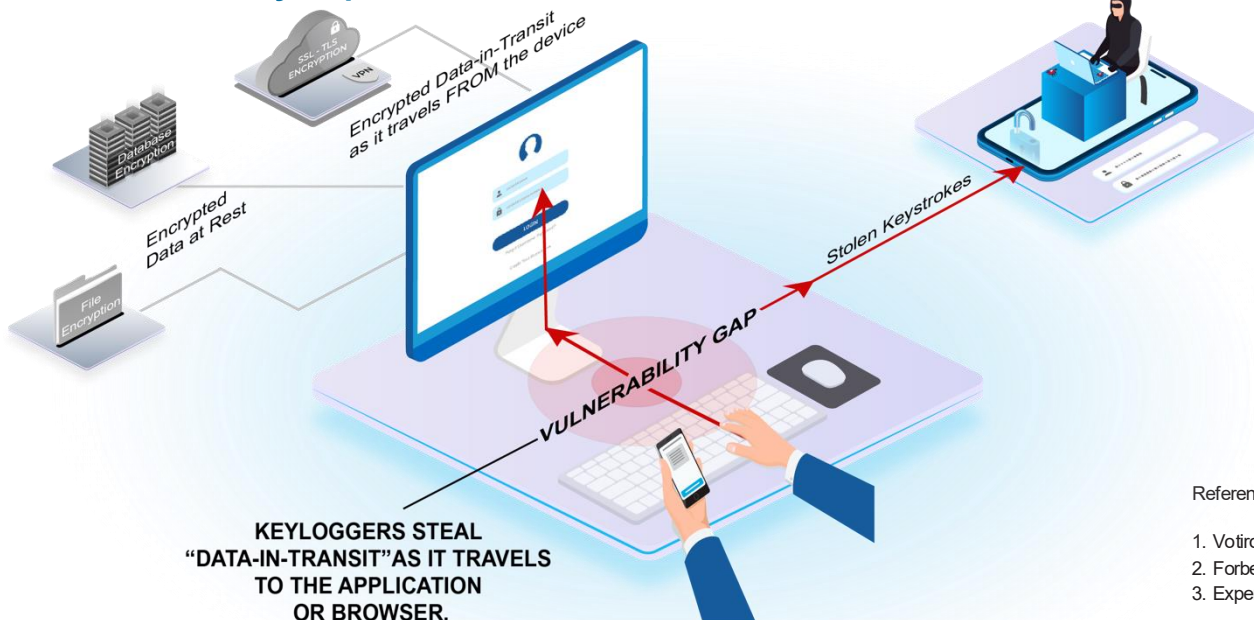 SSL - TLS
ENCRYPTION
VPN
Encrypted Data-in-Transit
as it travels FROM the device
Database
Encryption
Encrypted
Data at Rest
File
Encryption
LOGIN
Stolen Keystrokes
VULNERABILITY GAP
KEYLOGGERS STEAL
“DATA-IN-TRANSIT”AS IT TRAVELS
TO THE APPLICATION
OR BROWSER.
Referen
1. Votiro
2. Forbe
3. Expe